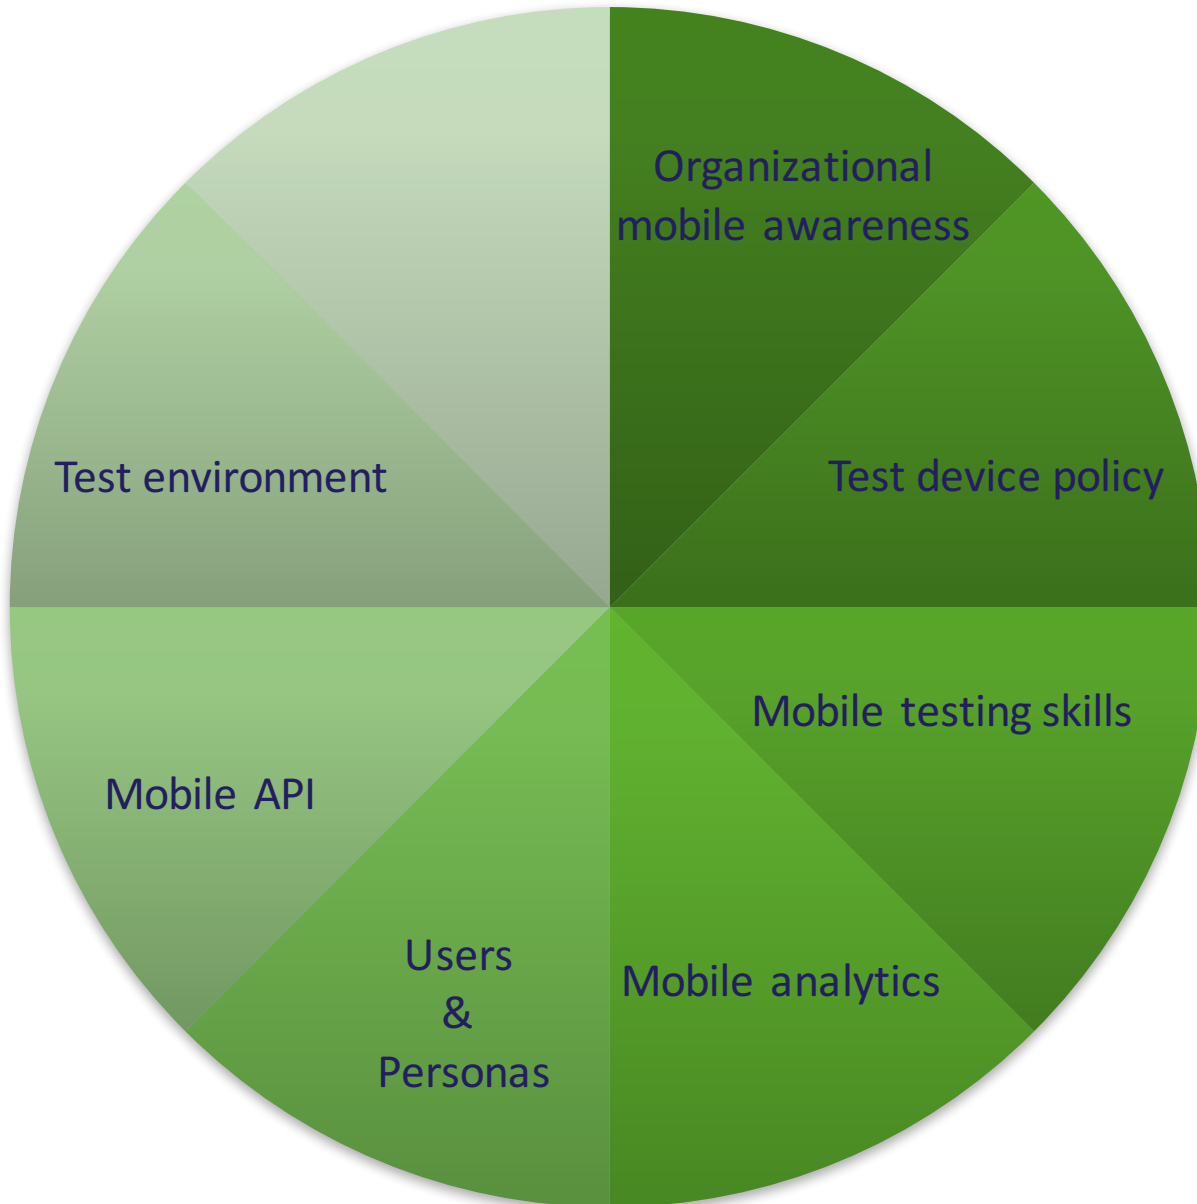 Organizational
mobile awareness
Test device policy
Mobile testing skills
Mobile analytics
Users
&
Personas
Mobile API
Test environment